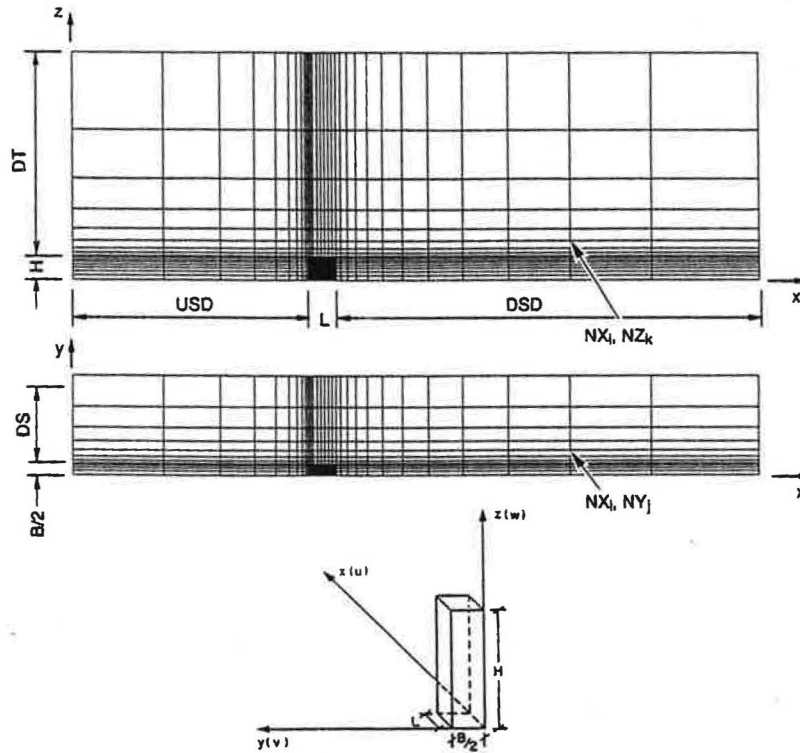 z
DT
H
x
USD
L
DSD
NXi, NZk
y
DS
B/2
x
NXi, NYj
z(w)
x(u)
H
L
B/2
y(v)